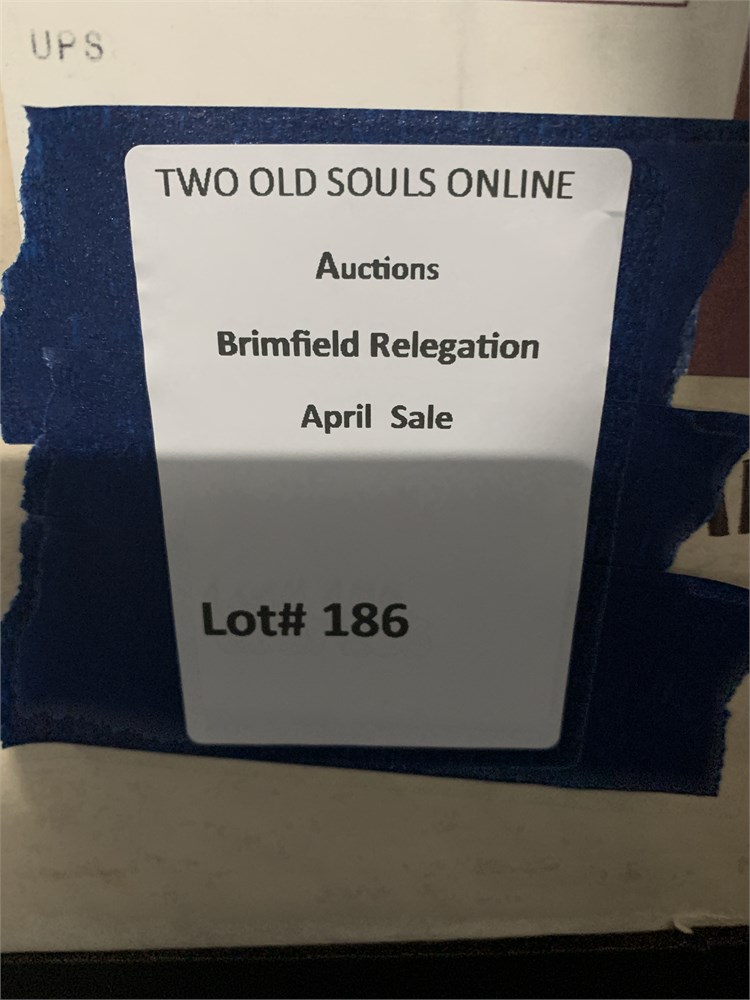 UPS
TWO OLD SOULS ONLINE
Auctions
Brimfield Relegation
April Sale
Lot# 186